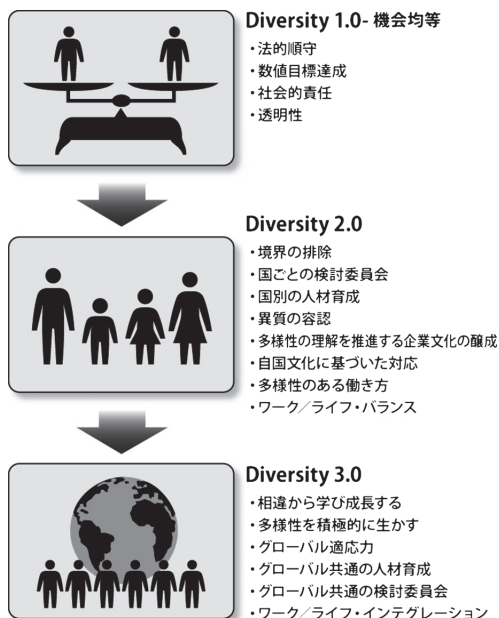 Diversity 1.0- 機会均等
・法的順守
・数値目標達成
・社会的責任
・透明性
Diversity 2.0
・境界の排除
・国ごとの検討委員会
・国別の人材育成
・異質の容認
・多様性の理解を推進する企業文化の醸成
・自国文化に基づいた対応
・多様性のある働き方
・ワーク／ライフ・バランス
Diversity 3.0
・相違から学び成長する
・多様性を積極的に生かす
・グローバル適応力
・グローバル共通の人材育成
・グローバル共通の検討委員会
・ワーク／ライフ・インテグレーション